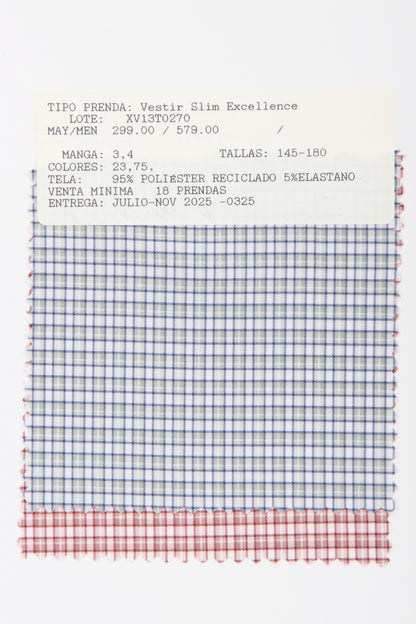 TIPO PRENDA: Vestir Slim Excellence
LOTE: XV13T0270
MAY/MEN 299.00 / 579.00 /
MANGA: 3,4 TALLAS: 145-180
COLORES: 23,75,
TELA: 95% POLIÉSTER RECICLADO 5%ELASTANO
VENTA MINIMA 18 PRENDAS
ENTREGA: JULIO-NOV 2025 -0325